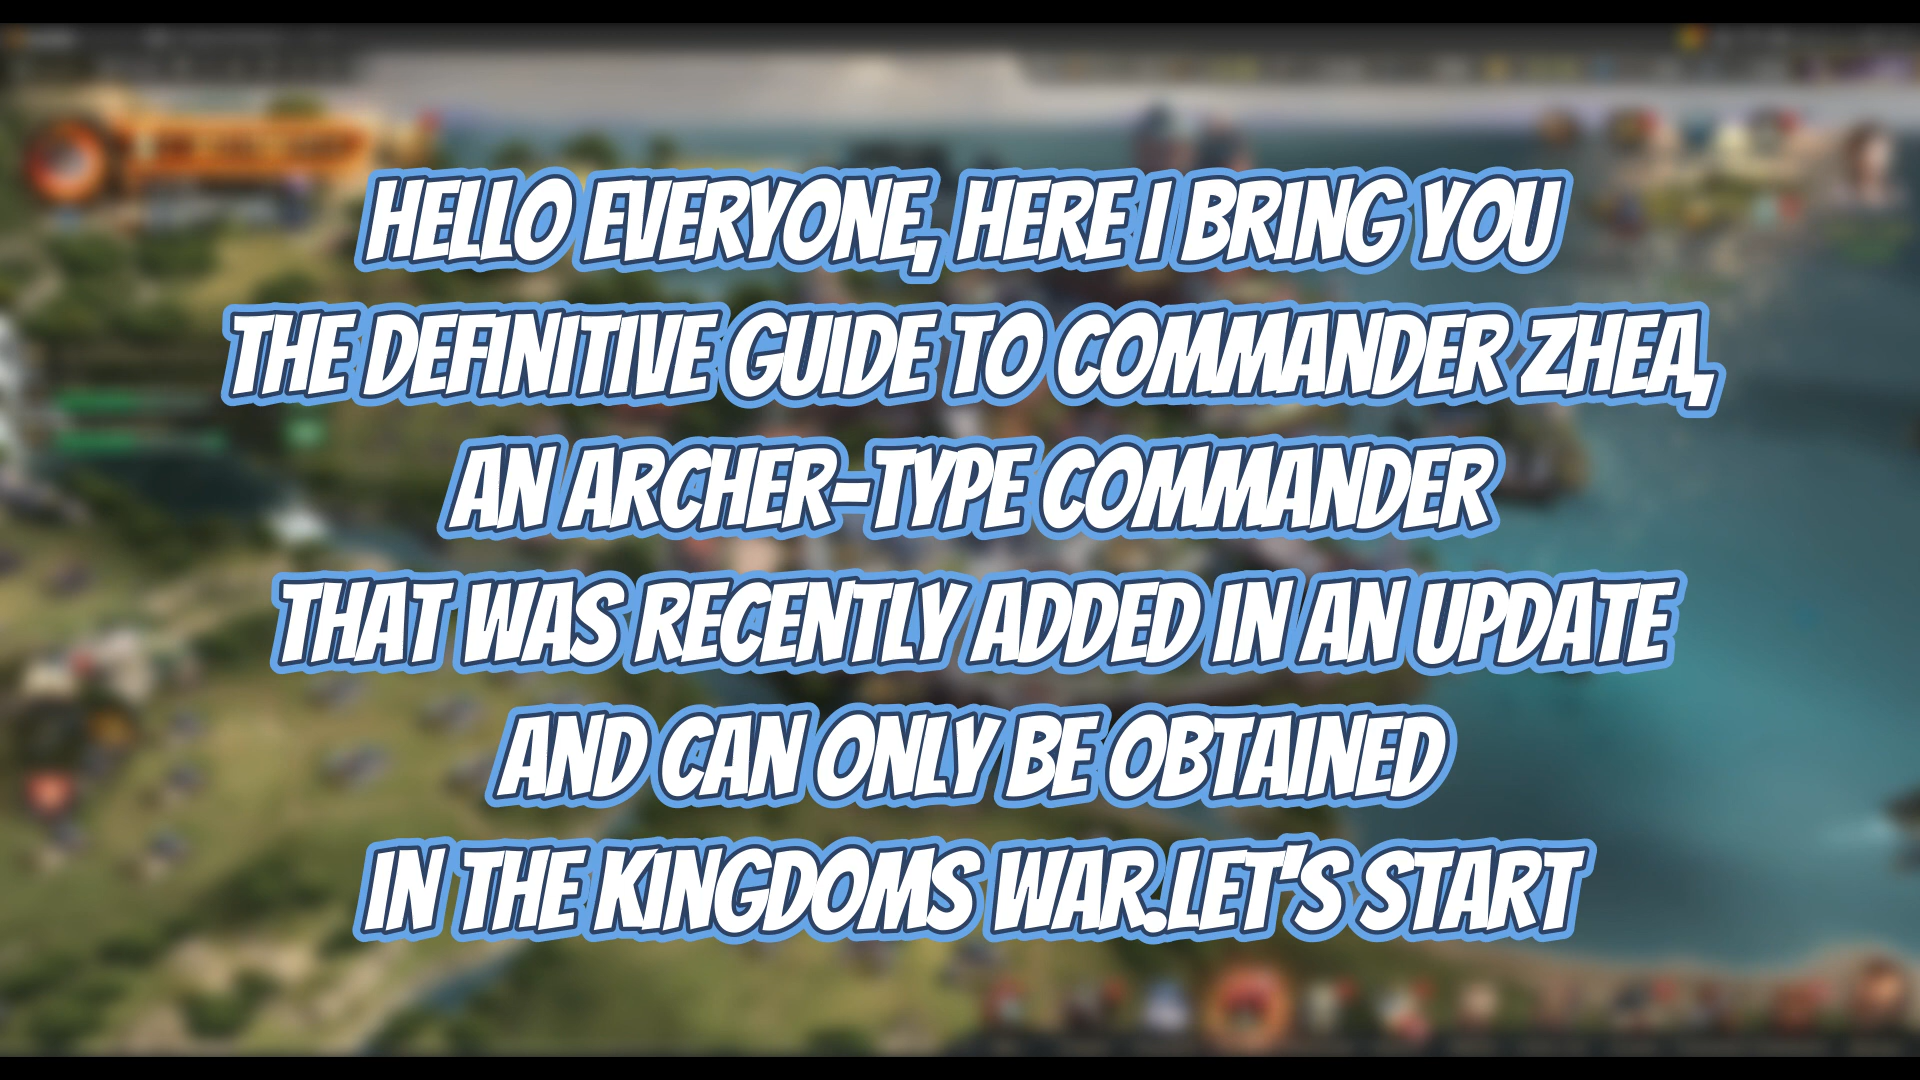 HELLO EVERYONE, HERE I BRING YOU
THE DEFINITIVE GUIDE TO COMMANDER ZHEA,
AN ARCHER-TYPE COMMANDER
THAT WAS RECENTLY ADDED IN AN UPDATE
AND CAN ONLY BE OBTAINED
IN THE KINGDOMS WAR.LET'S START